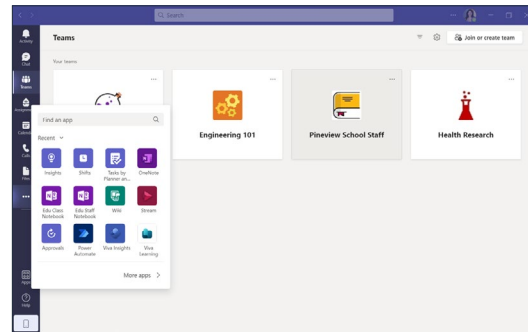 Search
Activity
Chat
Teams
Assignments
Calendar
Calls
Files
Apps
Help
Teams
Join or create team
Your teams
Engineering 101
Pineview School Staff
Health Research
Find an app
Recent
Insights
Shifts
Tasks by
Planner an...
OneNote
Edu Class
Notebook
Edu Staff
Notebook
Wiki
Stream
Approvals
Power
Automate
Viva Insights
Viva
Learning
More apps